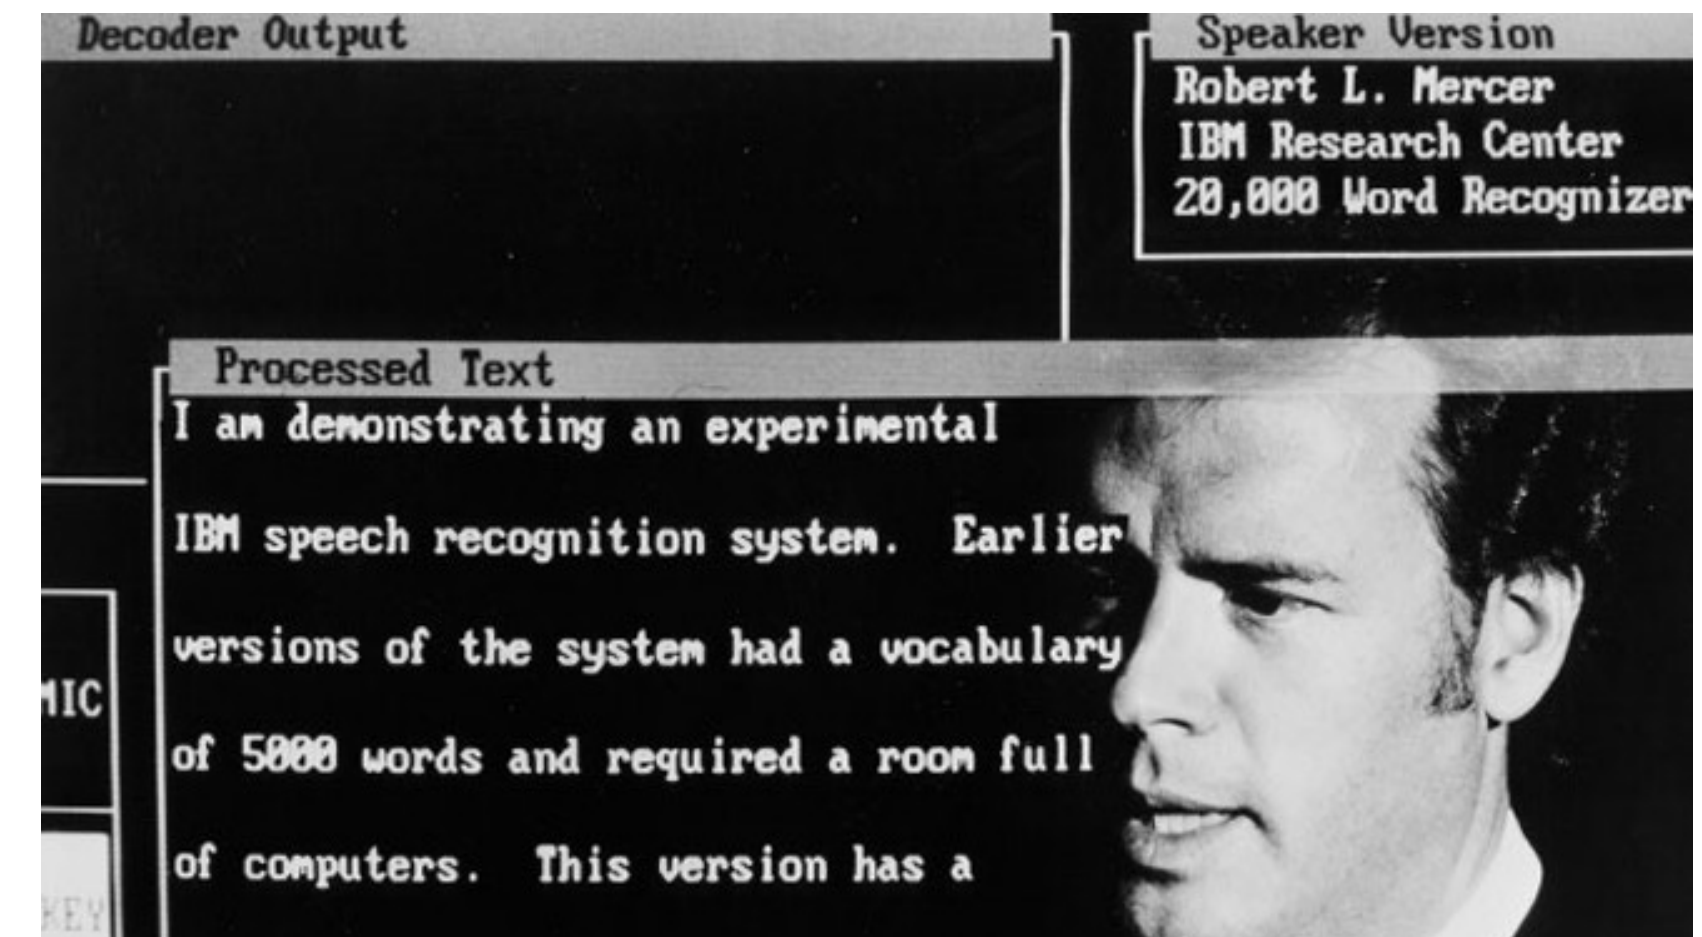 Decoder Output
Speaker Version
Robert L. Mercer
IBM Research Center
20,000 Word Recognizer
Processed Text
I am demonstrating an experimental
IBM speech recognition system. Earlier
versions of the system had a vocabulary
of 5000 words and required a room full
of computers. This version has a
MIC
KEY